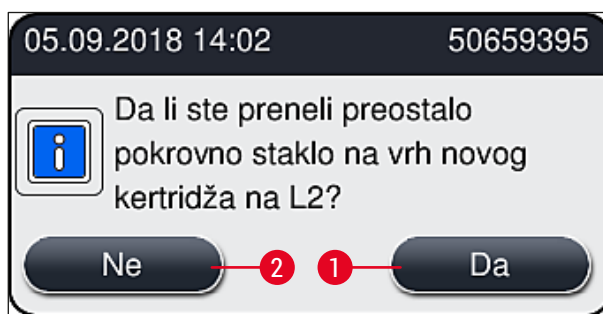 05.09.2018 14:02 50659395
Da li ste preneli preostalo
pokrovno staklo na vrh novog
kertridža na L2?
Ne 2 1 Da